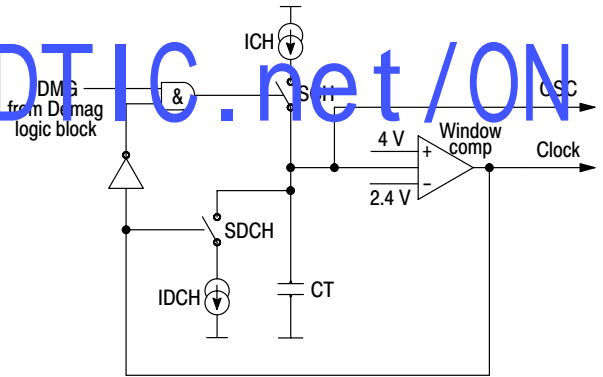 ICH
DTIC.net/ON
DMG
from Demag
logic block
&
SCH
OSC
4 V
+
Window
comp
Clock
−
2.4 V
SDCH
IDCH
CT